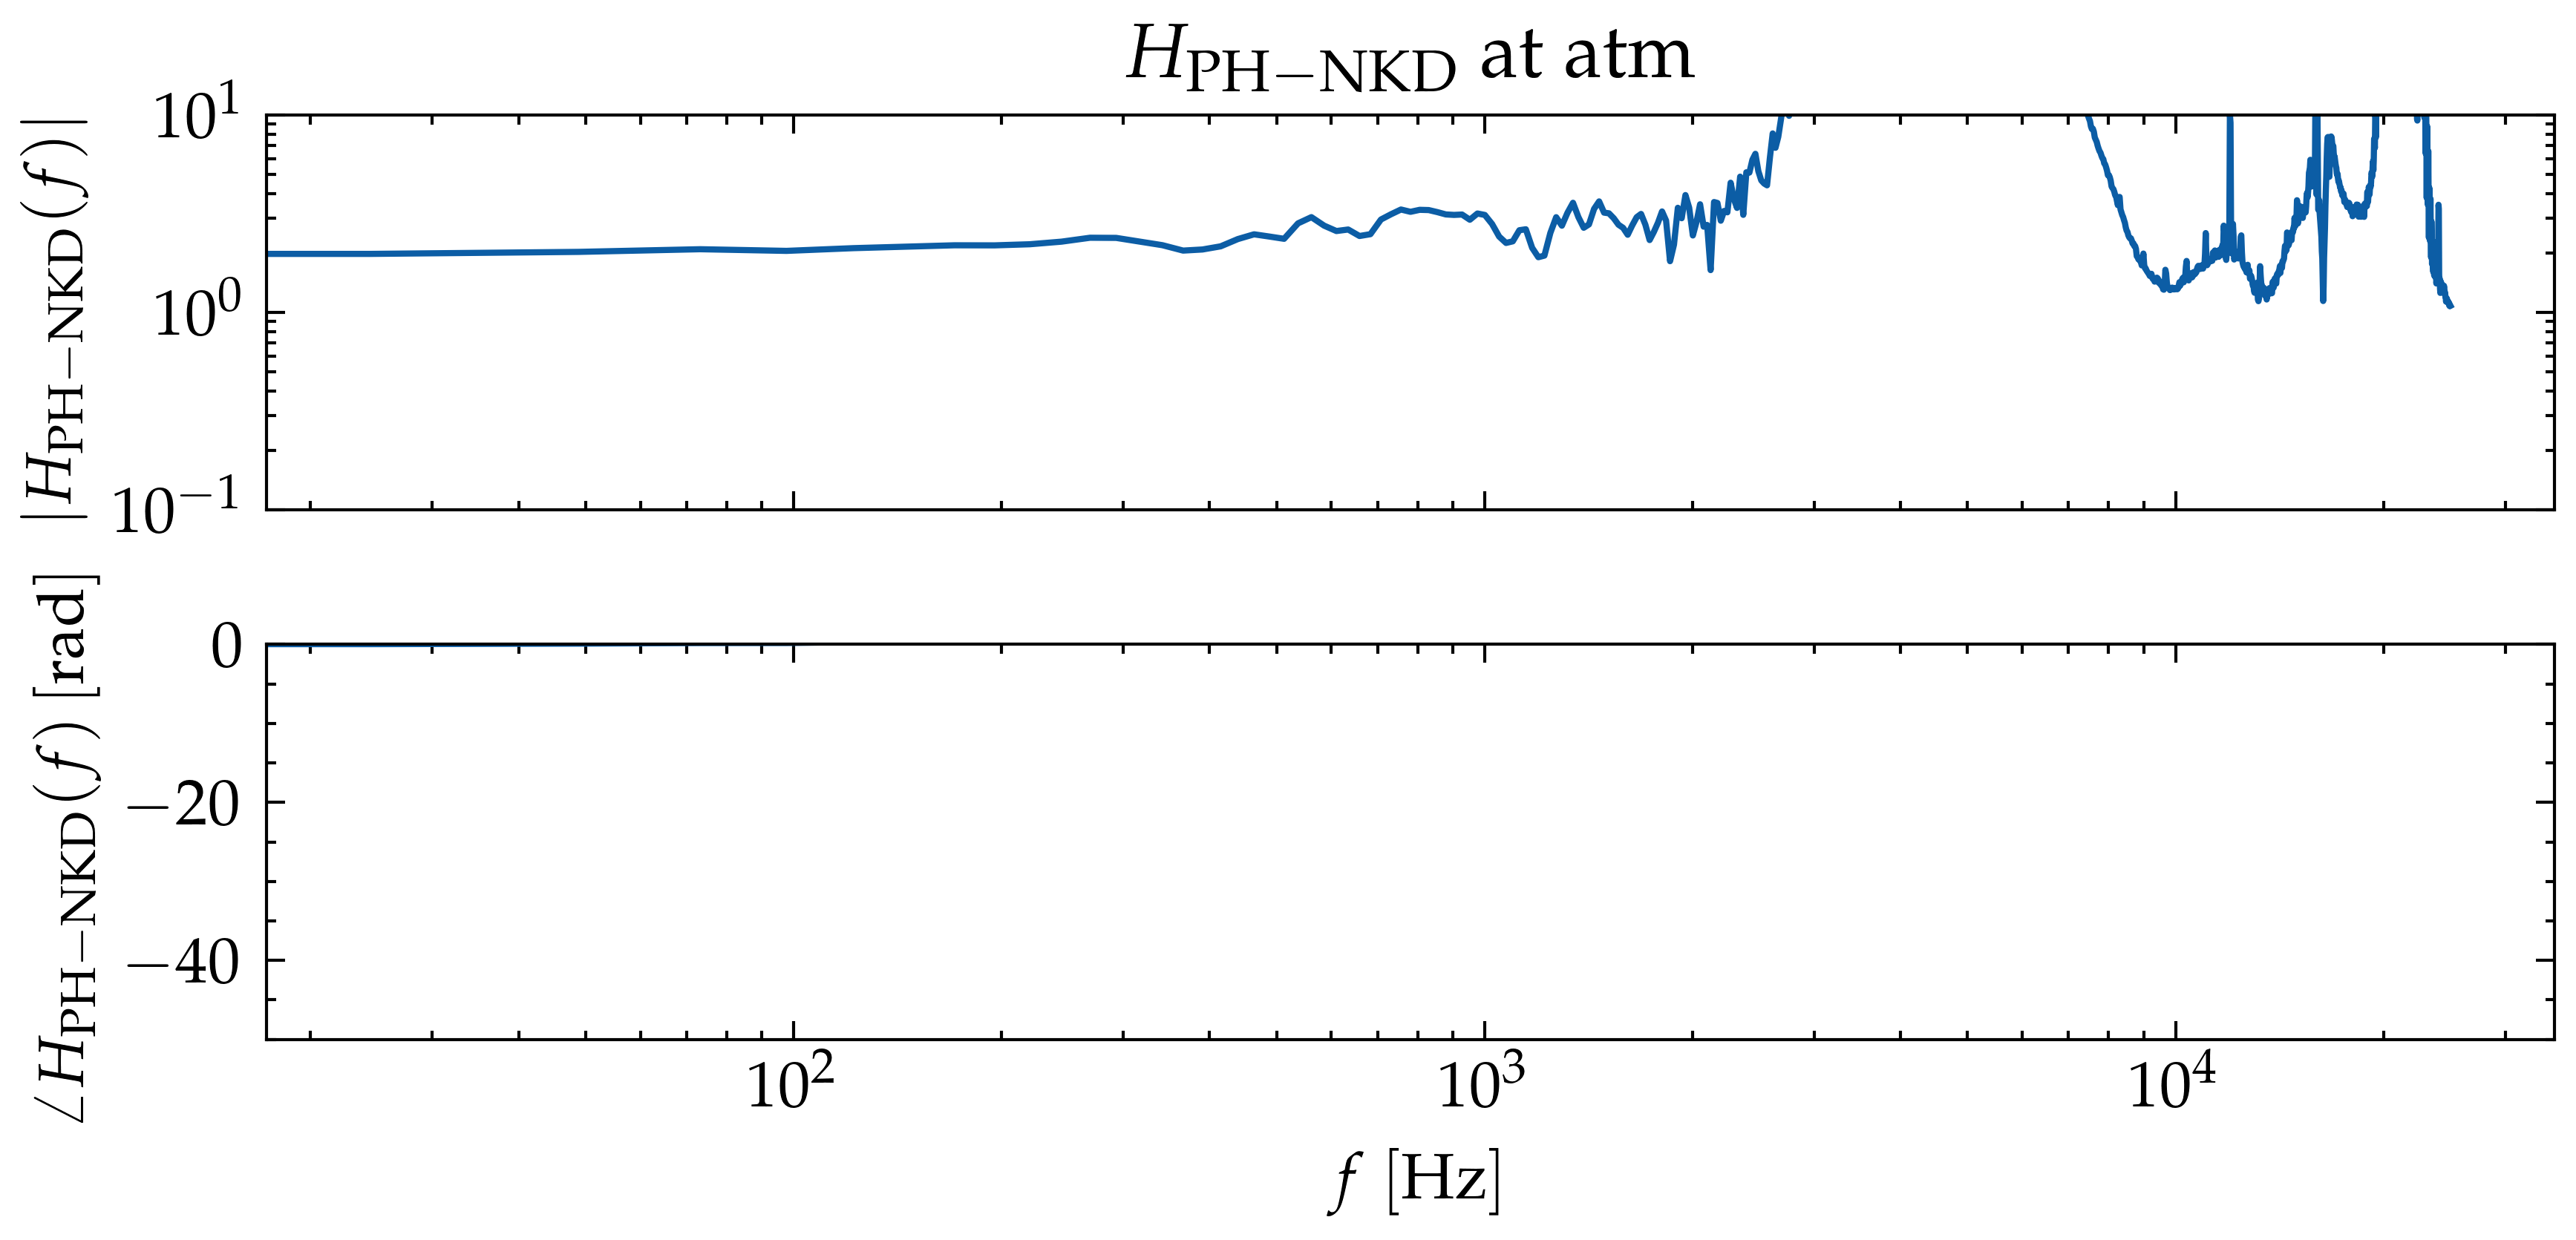 H_PH−NKD at atm
|H_PH−NKD(f)|
10^1
10^0
10^−1
∠H_PH−NKD(f) [rad]
0
−20
−40
10^2 10^3 10^4
f [Hz]